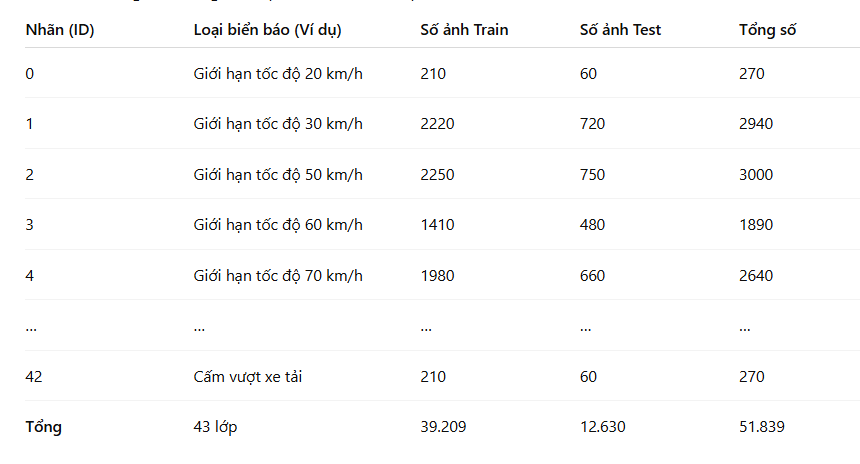 Nhãn (ID) Loại biển báo (Ví dụ) Số ảnh Train Số ảnh Test Tổng số
0 Giới hạn tốc độ 20 km/h 210 60 270
1 Giới hạn tốc độ 30 km/h 2220 720 2940
2 Giới hạn tốc độ 50 km/h 2250 750 3000
3 Giới hạn tốc độ 60 km/h 1410 480 1890
4 Giới hạn tốc độ 70 km/h 1980 660 2640
... ... ... ... ...
42 Cấm vượt xe tải 210 60 270
Tổng 43 lớp 39.209 12.630 51.839